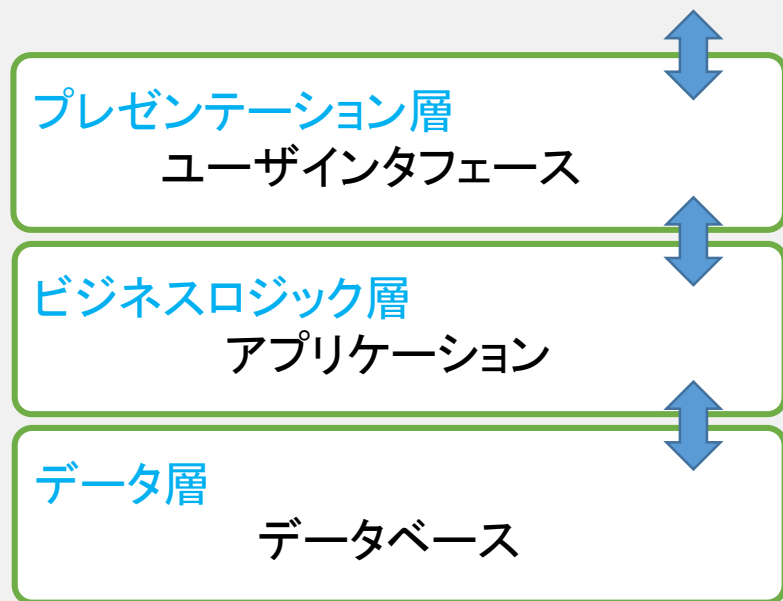 プレゼンテーション層
ユーザインタフェース
ビジネスロジック層
アプリケーション
データ層
データベース